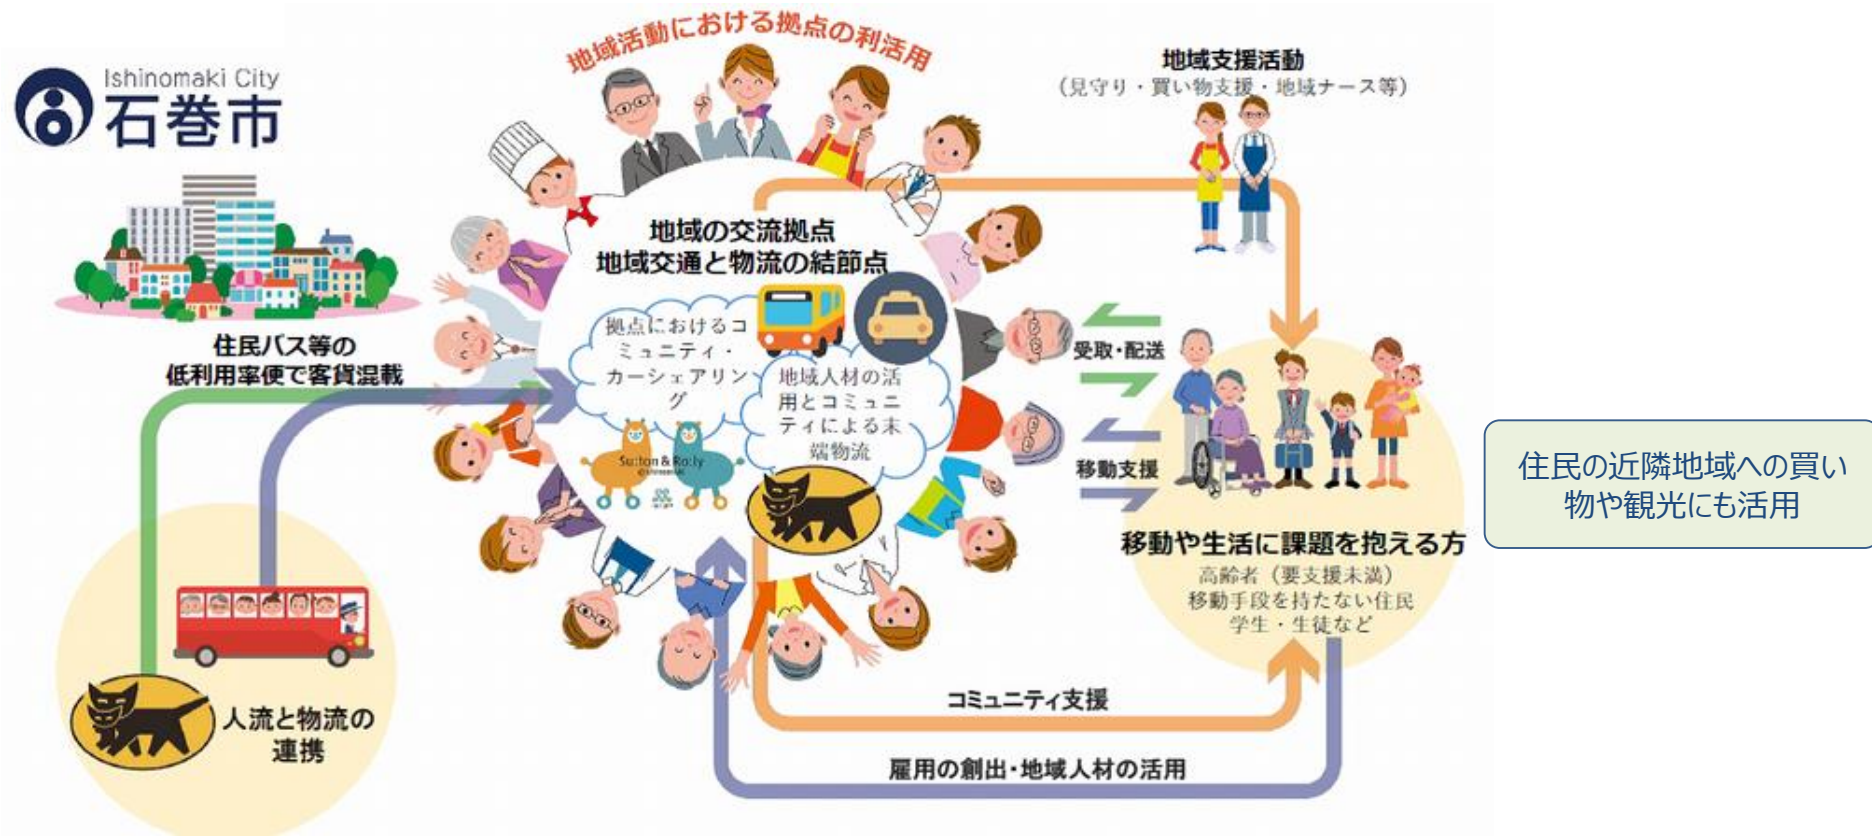 地域活動における拠点の利活用
Ishinomaki City
石巻市
地域支援活動
（見守り・買い物支援・地域ナース等）
地域の交流拠点
地域交通と物流の結節点
住民バス等の
低利用率便で客貨混載
拠点におけるコ
ミュニティ・
カーシェアリン
グ
地域人材の活
用とコミュニ
ティによる末
端物流
受取・配送
移動支援
住民の近隣地域への買い
物や観光にも活用
移動や生活に課題を抱える方
高齢者（要支援未満）
移動手段を持たない住民
学生・生徒など
人流と物流の
連携
コミュニティ支援
雇用の創出・地域人材の活用